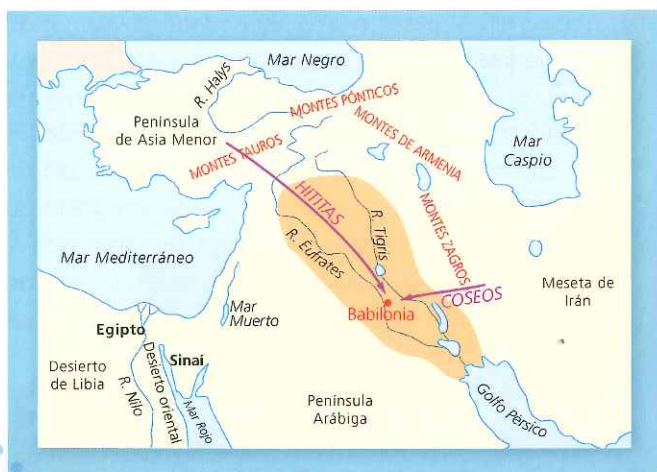 Mar Negro
R. Halys
MONTES PÓNTICOS
Península
de Asia Menor
MONTES DE ARMENIA
Mar
Caspio
MONTES TAUROS
HITITAS
R. Tigris
MONTES ZAGROS
R. Éufrates
Mar Mediterráneo
Meseta de
Irán
COSEOS
Mar
Muerto
Babilonia
Egipto
Sinaí
Desierto
de Libia
R. Nilo
Desierto oriental
Mar Rojo
Península
Arábiga
Golfo Pérsico